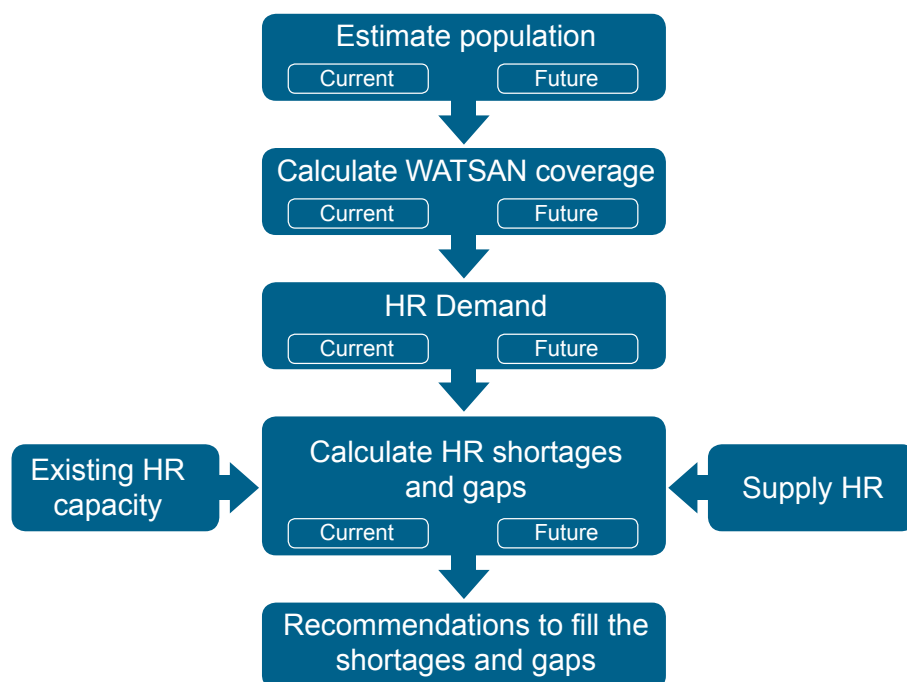 Estimate population
Current Future
Calculate WATSAN coverage
Current Future
HR Demand
Current Future
Existing HR
capacity
Calculate HR shortages
and gaps
Current Future
Supply HR
Recommendations to fill the
shortages and gaps